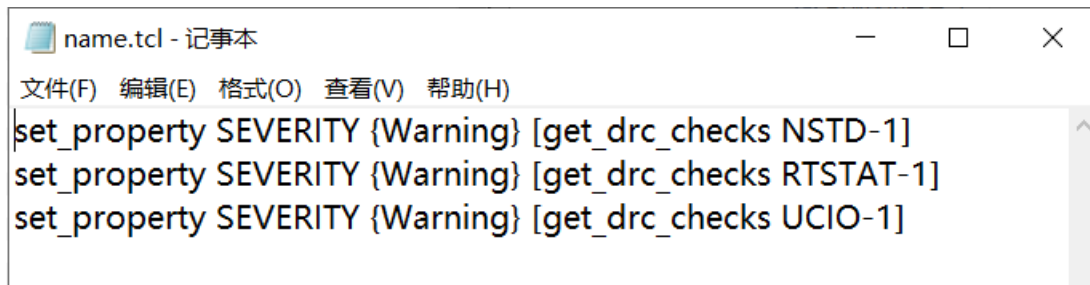 name.tcl - 记事本
文件(F) 编辑(E) 格式(O) 查看(V) 帮助(H)
set_property SEVERITY {Warning} [get_drc_checks NSTD-1]
set_property SEVERITY {Warning} [get_drc_checks RTSTAT-1]
set_property SEVERITY {Warning} [get_drc_checks UCIO-1]